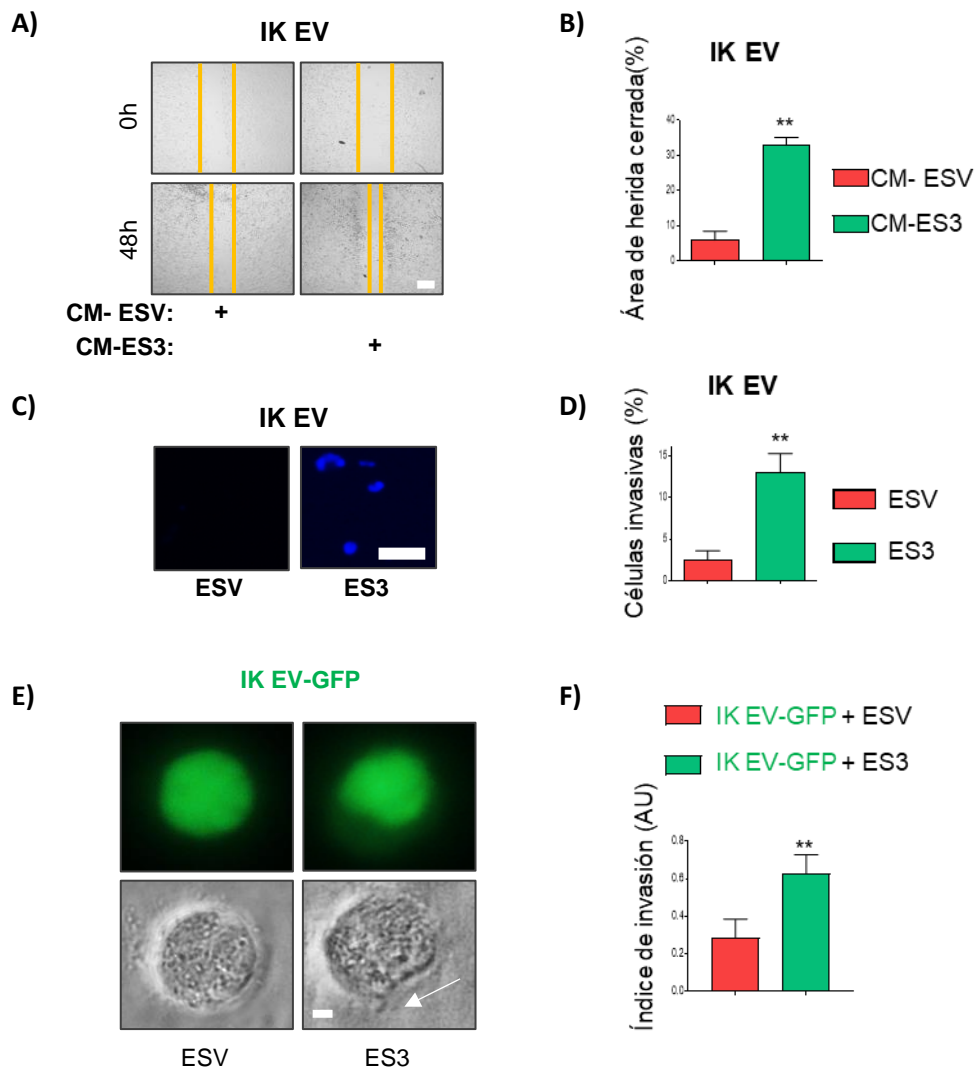 A)
IK EV
0h
48h
CM- ESV: +
CM-ES3: +
B)
IK EV
Área de herida cerrada(%)
40
30
20
10
0
**
CM- ESV
CM-ES3
C)
IK EV
ESV ES3
D)
IK EV
Células invasivas (%)
15
10
5
0
**
ESV
ES3
E)
IK EV-GFP
ESV ES3
F)
IK EV-GFP + ESV
IK EV-GFP + ES3
Índice de invasión (AU)
0.8
0.6
0.4
0.2
0.0
**